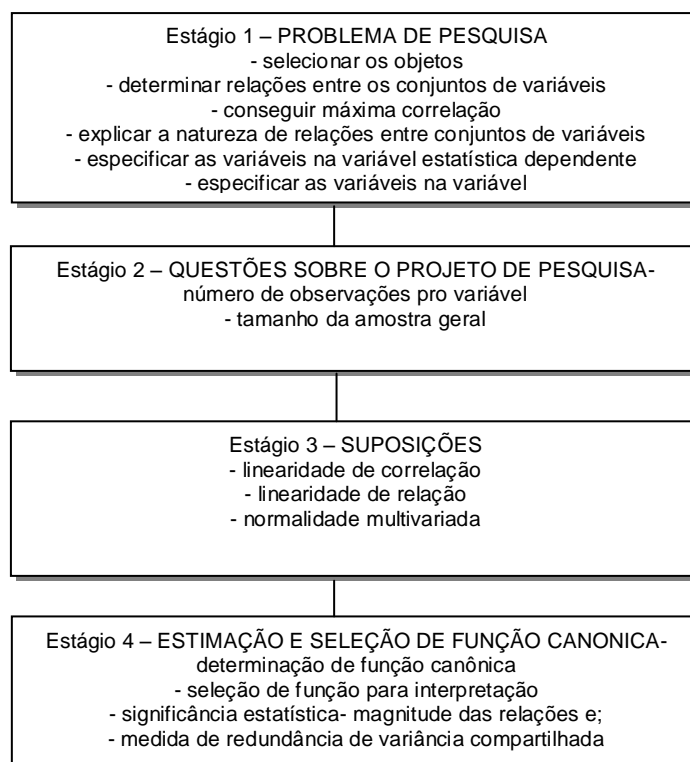 Estágio 1 – PROBLEMA DE PESQUISA
- selecionar os objetos
- determinar relações entre os conjuntos de variáveis
- conseguir máxima correlação
- explicar a natureza de relações entre conjuntos de variáveis
- especificar as variáveis na variável estatística dependente
- especificar as variáveis na variável
Estágio 2 – QUESTÕES SOBRE O PROJETO DE PESQUISA-
número de observações pro variável
- tamanho da amostra geral
Estágio 3 – SUPOSIÇÕES
- linearidade de correlação
- linearidade de relação
- normalidade multivariada
Estágio 4 – ESTIMAÇÃO E SELEÇÃO DE FUNÇÃO CANONICA-
determinação de função canônica
- seleção de função para interpretação
- significância estatística- magnitude das relações e;
- medida de redundância de variância compartilhada